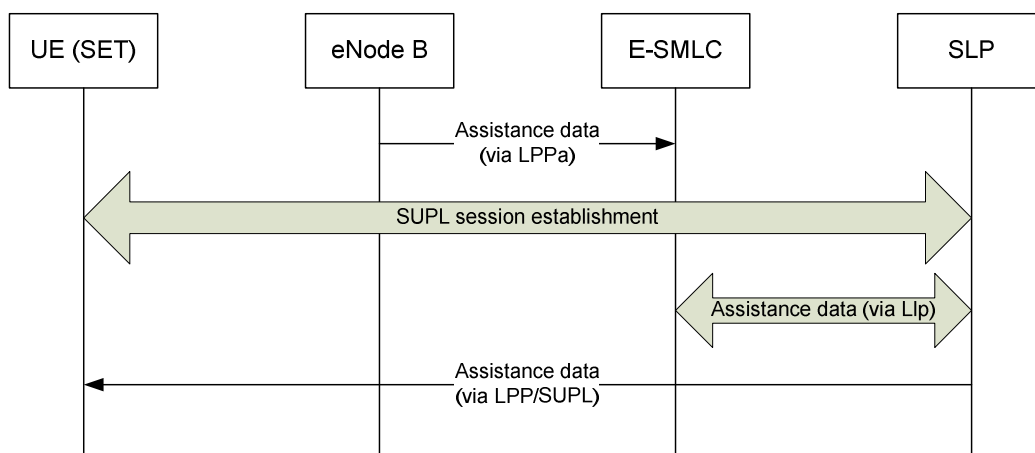 UE (SET)
eNode B
E-SMLC
SLP
Assistance data
(via LPPa)
SUPL session establishment
Assistance data (via Llp)
Assistance data
(via LPP/SUPL)